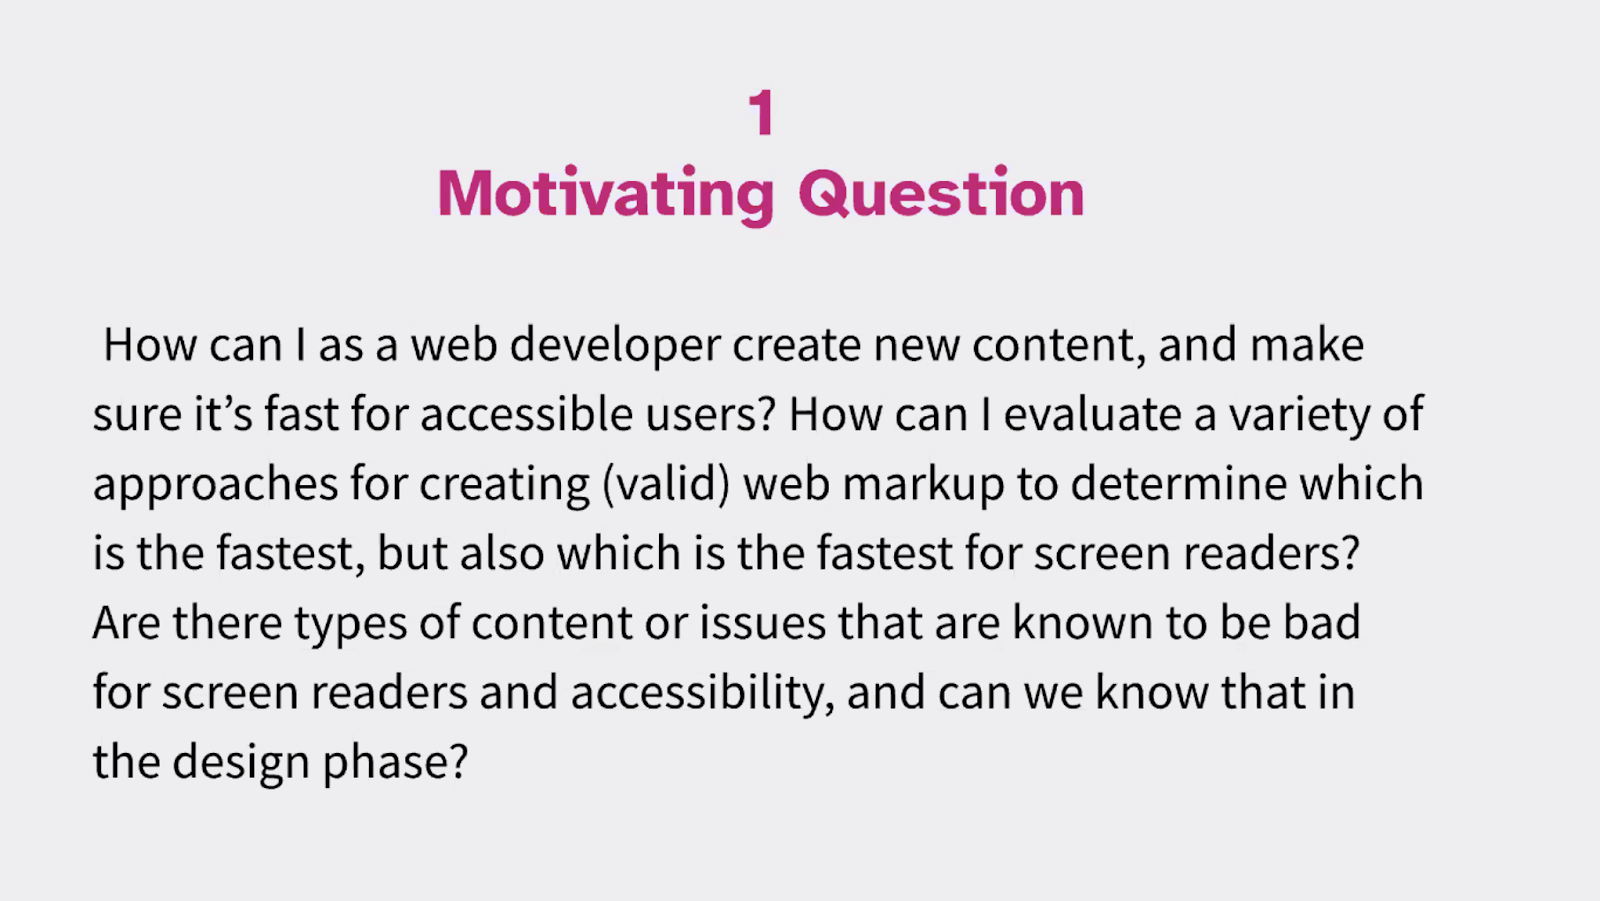 1
Motivating Question
How can I as a web developer create new content, and make
sure it’s fast for accessible users? How can I evaluate a variety of
approaches for creating (valid) web markup to determine which
is the fastest, but also which is the fastest for screen readers?
Are there types of content or issues that are known to be bad
for screen readers and accessibility, and can we know that in
the design phase?